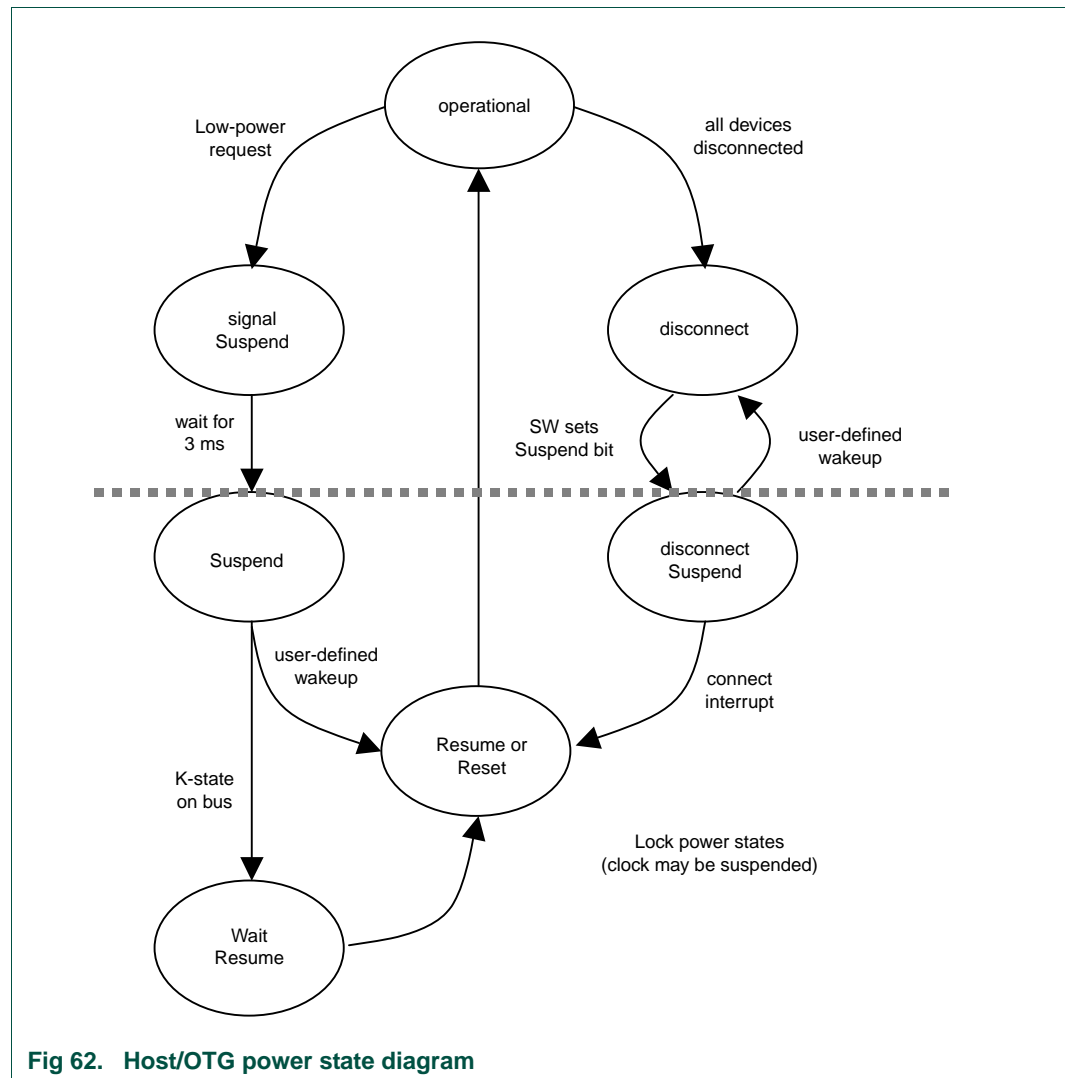 operational
Low-power
request
all devices
disconnected
signal
Suspend
disconnect
wait for
3 ms
SW sets
Suspend bit
user-defined
wakeup
Suspend
disconnect
Suspend
user-defined
wakeup
connect
interrupt
Resume or
Reset
K-state
on bus
Lock power states
(clock may be suspended)
Wait
Resume
Fig 62. Host/OTG power state diagram